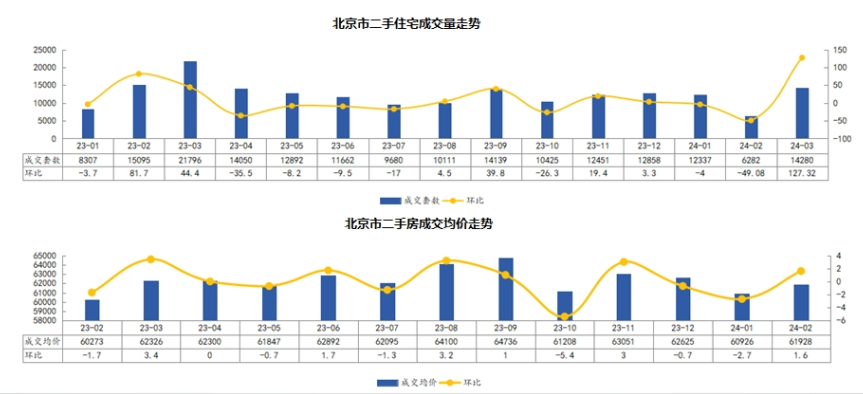 北京市二手住宅成交量走势
25000 150
20000 100
15000 50
10000 0
5000 -50
0 -100
23-01 23-02 23-03 23-04 23-05 23-06 23-07 23-08 23-09 23-10 23-11 23-12 24-01 24-02 24-03
成交套数 8307 15095 21796 14050 12892 11662 9680 10111 14139 10425 12451 12858 12337 6282 14280
环比 -3.7 81.7 44.4 -35.5 -8.2 -9.5 -17 4.5 39.8 -26.3 19.4 3.3 -4 -49.08 127.32
成交套数 环比
北京市二手房成交均价走势
65000 4
64000 2
63000 0
62000 -2
61000 -4
60000 -6
59000
58000
23-02 23-03 23-04 23-05 23-06 23-07 23-08 23-09 23-10 23-11 23-12 24-01 24-02
成交均价 60273 62326 62300 61847 62892 62095 64100 64736 61208 63051 62625 60926 61928
环比 -1.7 3.4 0 -0.7 1.7 -1.3 3.2 1 -5.4 3 -0.7 -2.7 1.6
成交均价 环比